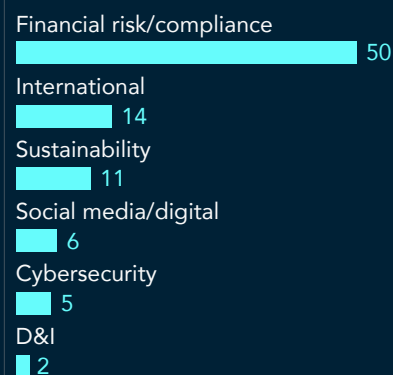 Financial risk/compliance
50
International
14
Sustainability
11
Social media/digital
6
Cybersecurity
5
D&I
2